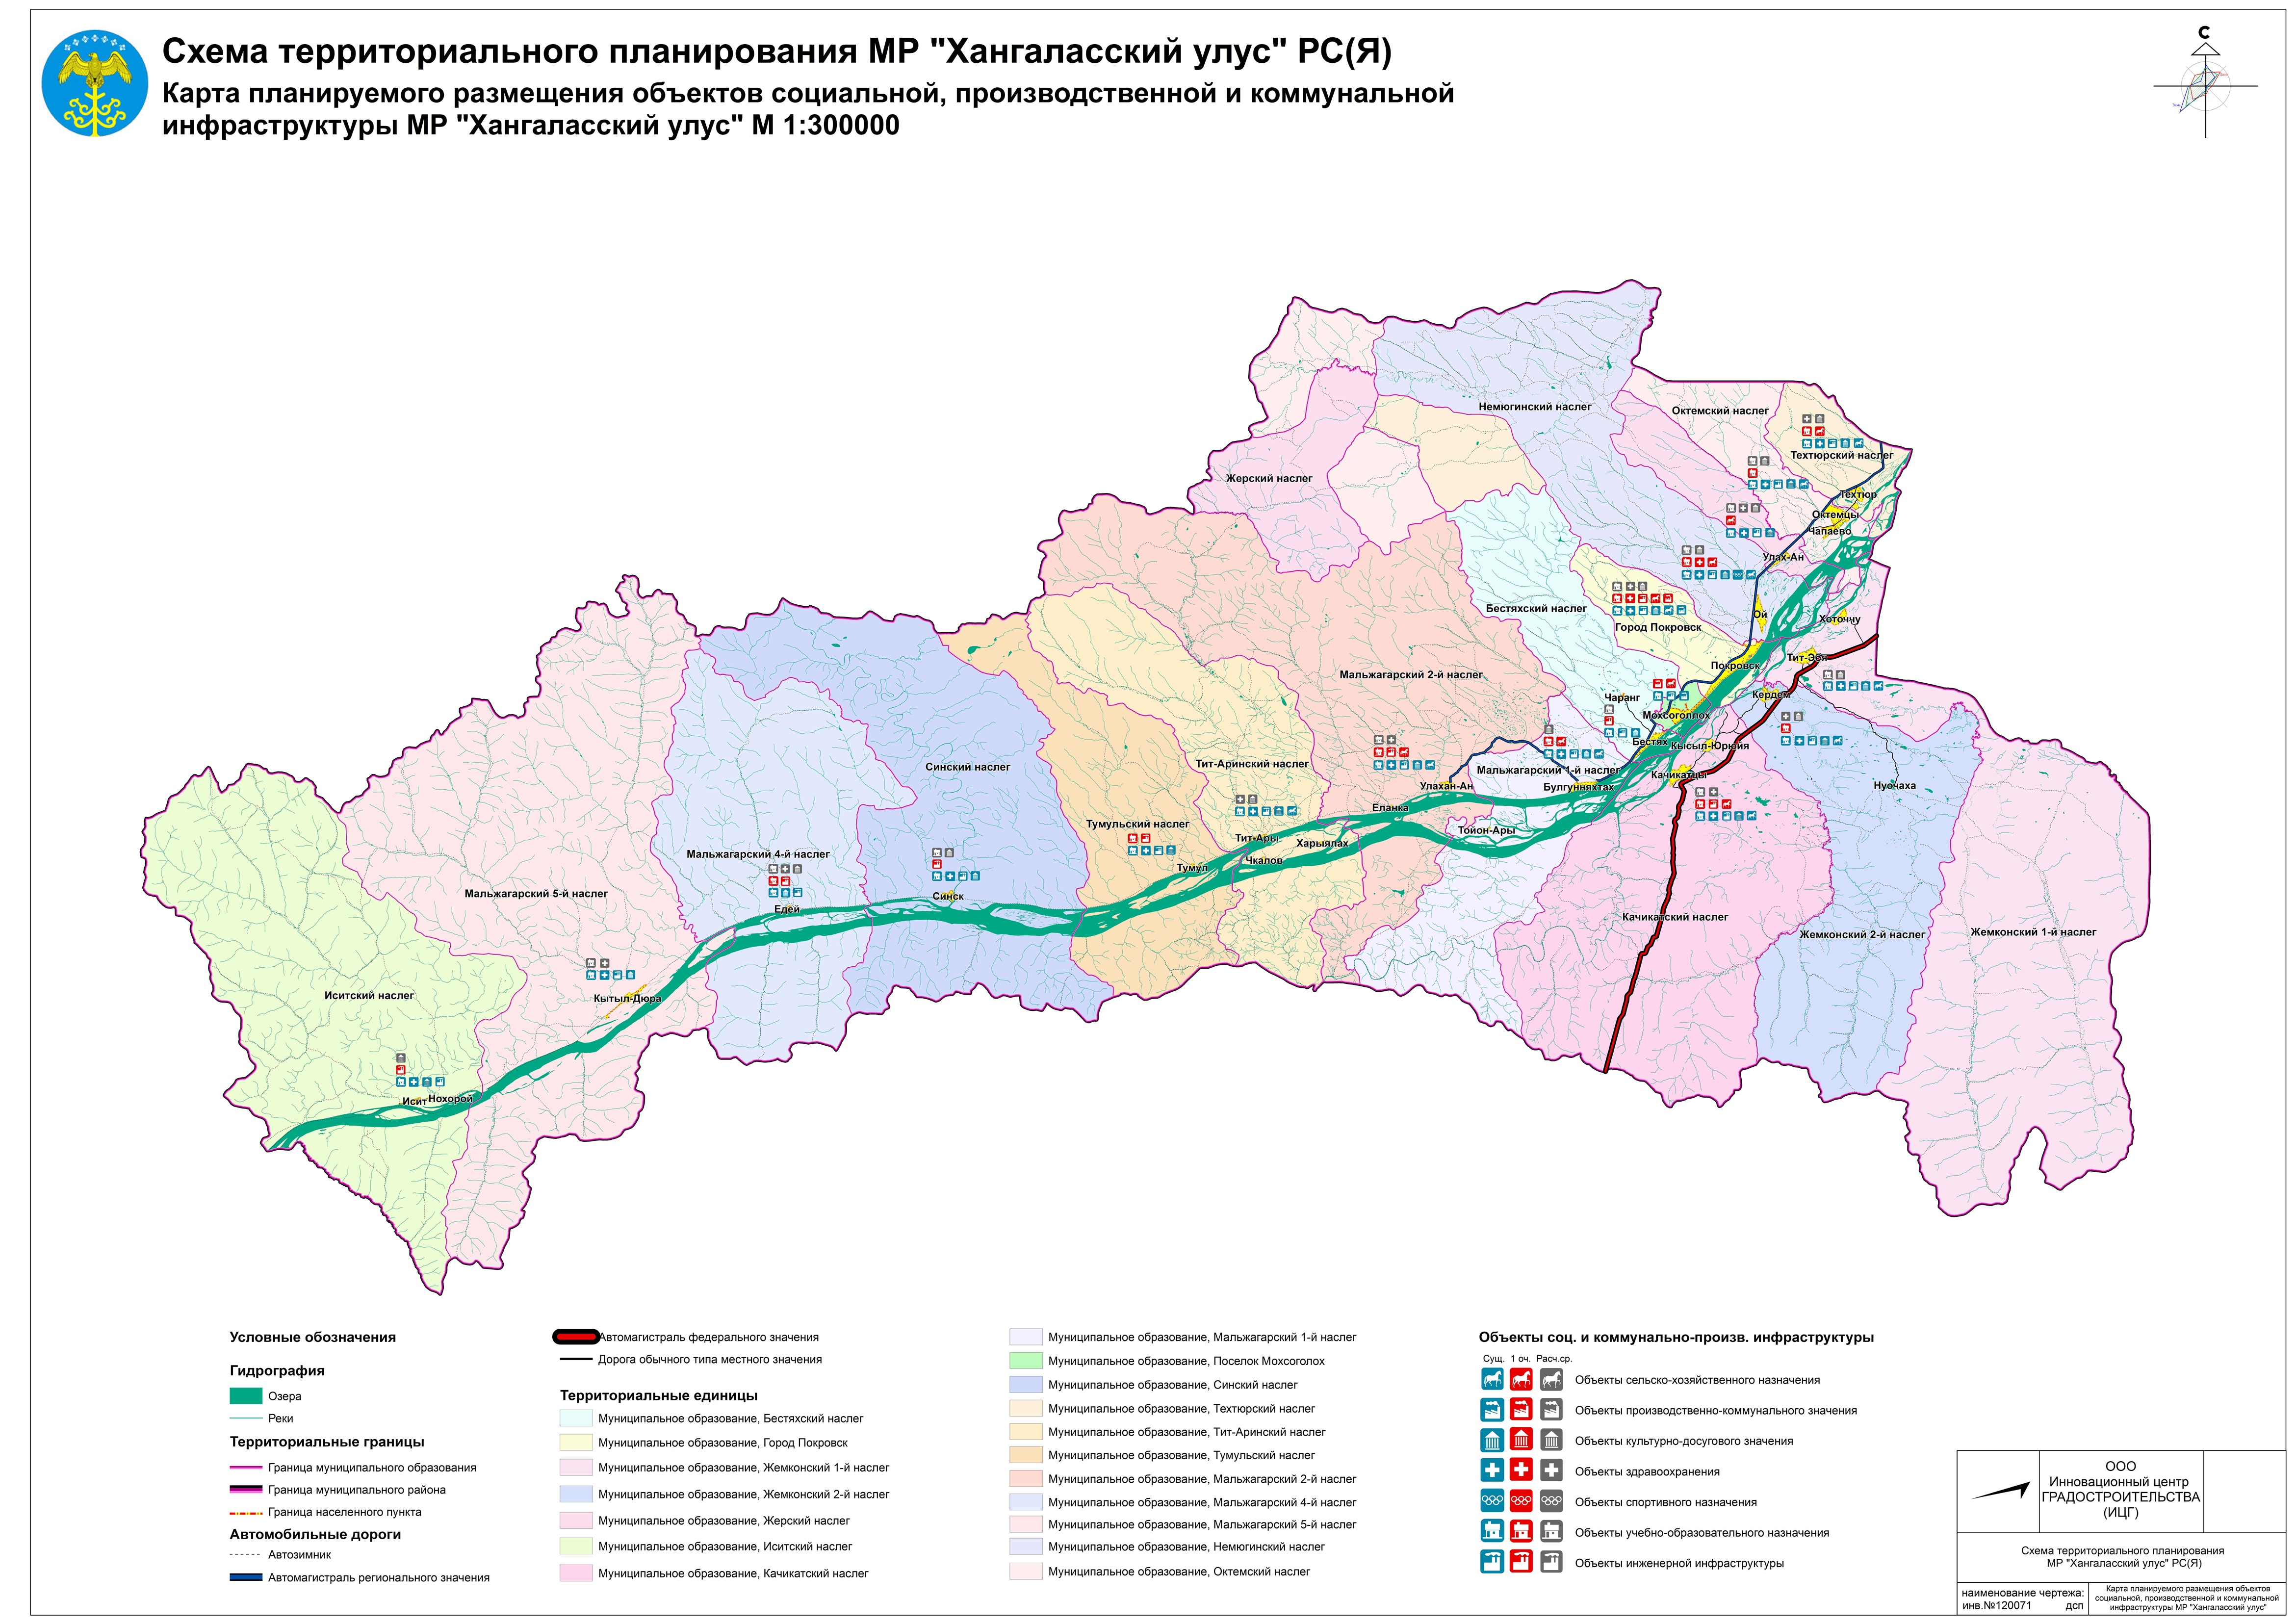 Схема территориального планирования МР "Хангаласский улус" РС(Я)
Карта планируемого размещения объектов социальной, производственной и коммунальной
инфраструктуры МР "Хангаласский улус" М 1:300000
С
Немюгинский наслег
Октемский наслег
Техтюрский наслег
Жерский наслег
Техтюр
Октемцы
Чапаево
Улах-Ан
Бестяхский наслег
Ой
Хоточчу
Город Покровск
Тит-Эбя
Покровск
Мальжагарский 2-й наслег
Кердем
Чаранг
Мохсоголлох
Бестях
Кысыл-Юрюйя
Синский наслег
Тит-Аринский наслег
Мальжагарский 1-й наслег
Качикатцы
Улахан-Ан
Булгунняхтах
Нуочаха
Еланка
Тумульский наслег
Тойон-Ары
Тит-Ары
Харыялах
Мальжагарский 4-й наслег
Чкалов
Тумул
Мальжагарский 5-й наслег
Синск
Едей
Качикатский наслег
Жемконский 2-й наслег
Жемконский 1-й наслег
Иситский наслег
Кытыл-Дюра
Исит
Нохорой
Условные обозначения
Гидрография
Озера
Реки
Территориальные границы
Граница муниципального образования
Граница муниципального района
Граница населенного пункта
Автомобильные дороги
Автозимник
Автомагистраль регионального значения
Автомагистраль федерального значения
Дорога обычного типа местного значения
Территориальные единицы
Муниципальное образование, Бестяхский наслег
Муниципальное образование, Город Покровск
Муниципальное образование, Жемконский 1-й наслег
Муниципальное образование, Жемконский 2-й наслег
Муниципальное образование, Жерский наслег
Муниципальное образование, Иситский наслег
Муниципальное образование, Качикатский наслег
Муниципальное образование, Мальжагарский 1-й наслег
Муниципальное образование, Поселок Мохсоголох
Муниципальное образование, Синский наслег
Муниципальное образование, Техтюрский наслег
Муниципальное образование, Тит-Аринский наслег
Муниципальное образование, Тумульский наслег
Муниципальное образование, Мальжагарский 2-й наслег
Муниципальное образование, Мальжагарский 4-й наслег
Муниципальное образование, Мальжагарский 5-й наслег
Муниципальное образование, Немюгинский наслег
Муниципальное образование, Октемский наслег
Объекты соц. и коммунально-произв. инфраструктуры
Сущ. 1 оч. Расч.ср.
Объекты сельско-хозяйственного назначения
Объекты производственно-коммунального значения
Объекты культурно-досугового значения
Объекты здравоохранения
Объекты спортивного назначения
Объекты учебно-образовательного назначения
Объекты инженерной инфраструктуры
ООО
Инновационный центр
ГРАДОСТРОИТЕЛЬСТВА
(ИЦГ)
Схема территориального планирования
МР "Хангаласский улус" РС(Я)
наименование чертежа:
инв.№120071 дсп
Карта планируемого размещения объектов
социальной, производственной и коммунальной
инфраструктуры МР "Хангаласский улус"